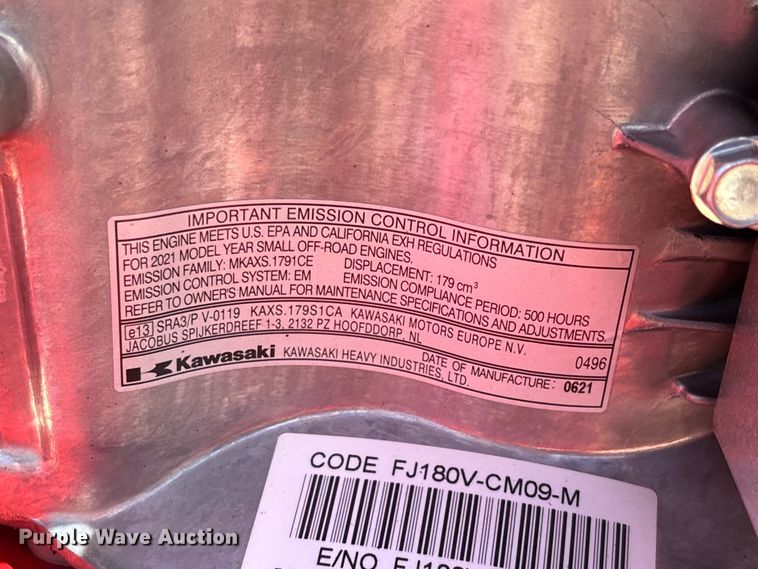 IMPORTANT EMISSION CONTROL INFORMATION
THIS ENGINE MEETS U.S. EPA AND CALIFORNIA EXH REGULATIONS
FOR 2021 MODEL YEAR SMALL OFF-ROAD ENGINES.
EMISSION FAMILY: MKAXS.1791CE DISPLACEMENT: 179 cm³
EMISSION CONTROL SYSTEM: EM EMISSION COMPLIANCE PERIOD: 500 HOURS
REFER TO OWNER'S MANUAL FOR MAINTENANCE SPECIFICATIONS AND ADJUSTMENTS.
e13 SRA3/P V-0119 KAXS.179S1CA KAWASAKI MOTORS EUROPE N.V.
JACOBUS SPIJKERDREEF 1-3, 2132 PZ HOOFDDORP, NL 0496
Kawasaki KAWASAKI HEAVY INDUSTRIES, LTD. DATE OF MANUFACTURE: 0621
CODE FJ180V-CM09-M
E/NO
Purple Wave Auction